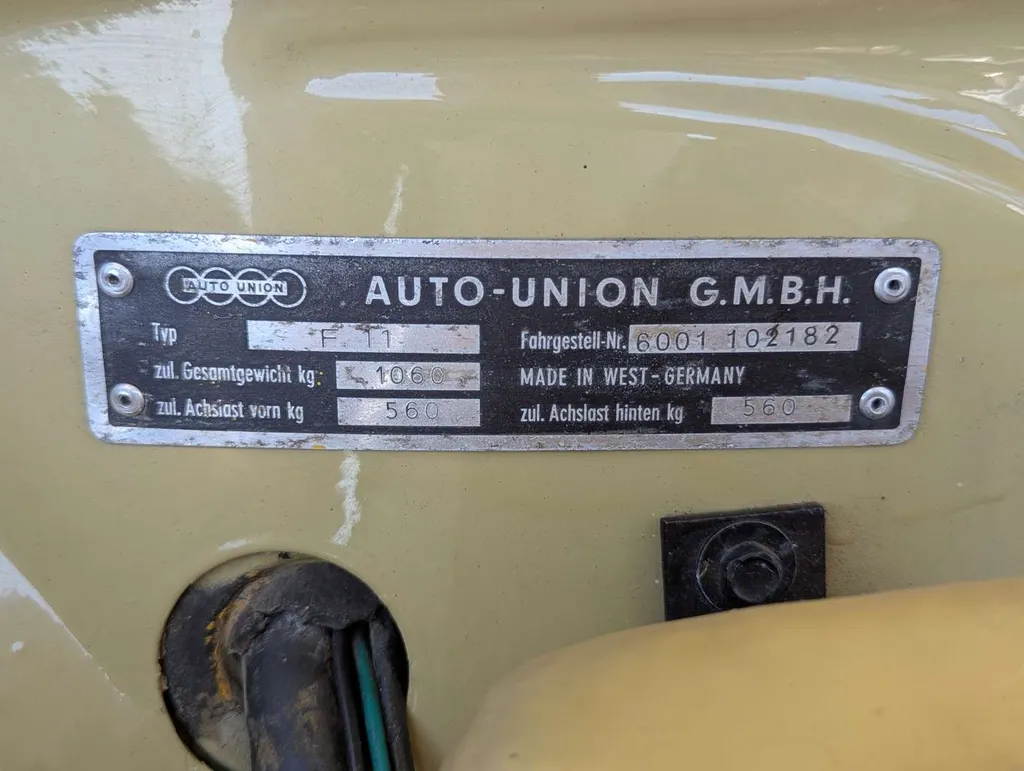 AUTO UNION
AUTO-UNION G.M.B.H.
Typ F 11
Fahrgestell-Nr. 6001 102182
zul. Gesamtgewicht kg 1060
MADE IN WEST-GERMANY
zul. Achslast vorn kg 560
zul. Achslast hinten kg 560